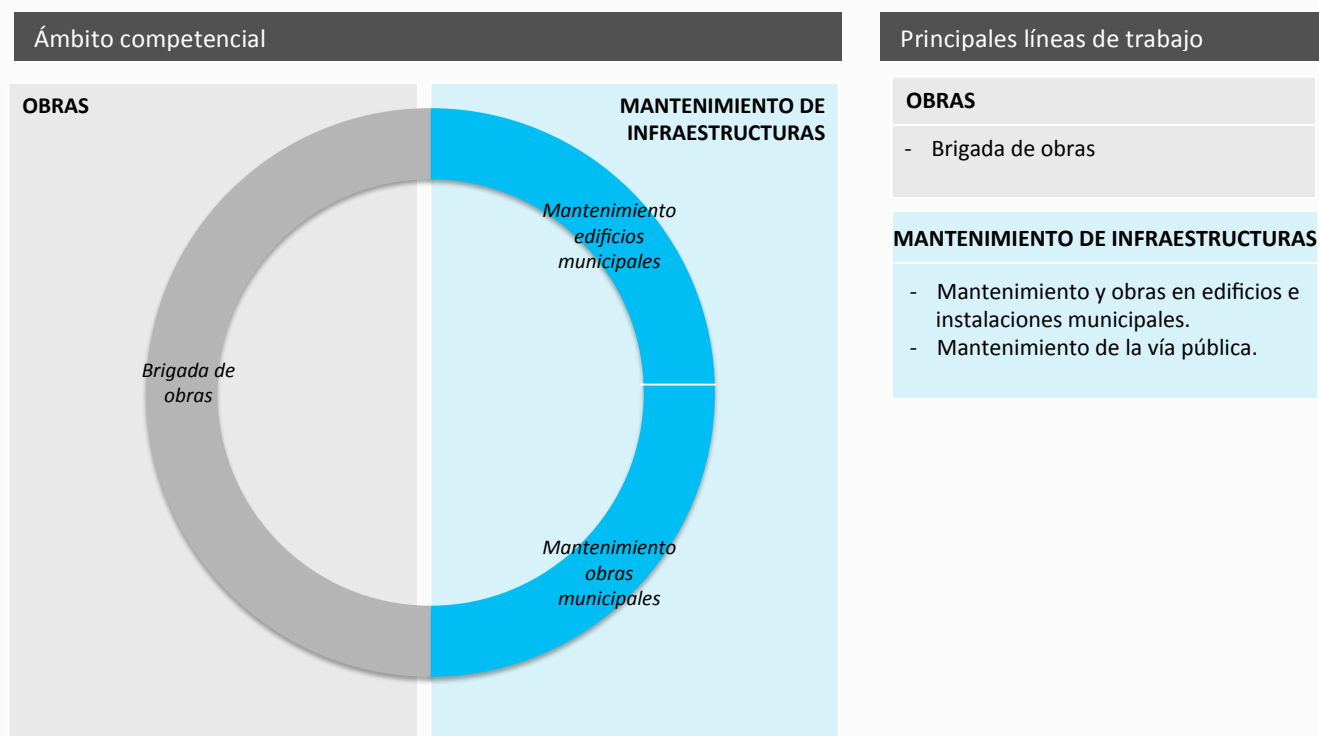 Ámbito competencial
OBRAS
MANTENIMIENTO DE
INFRAESTRUCTURAS
Mantenimiento
edificios
municipales
Brigada de
obras
Mantenimiento
obras
municipales
Principales líneas de trabajo
OBRAS
- Brigada de obras
MANTENIMIENTO DE INFRAESTRUCTURAS
- Mantenimiento y obras en edificios e
instalaciones municipales.
- Mantenimiento de la vía pública.